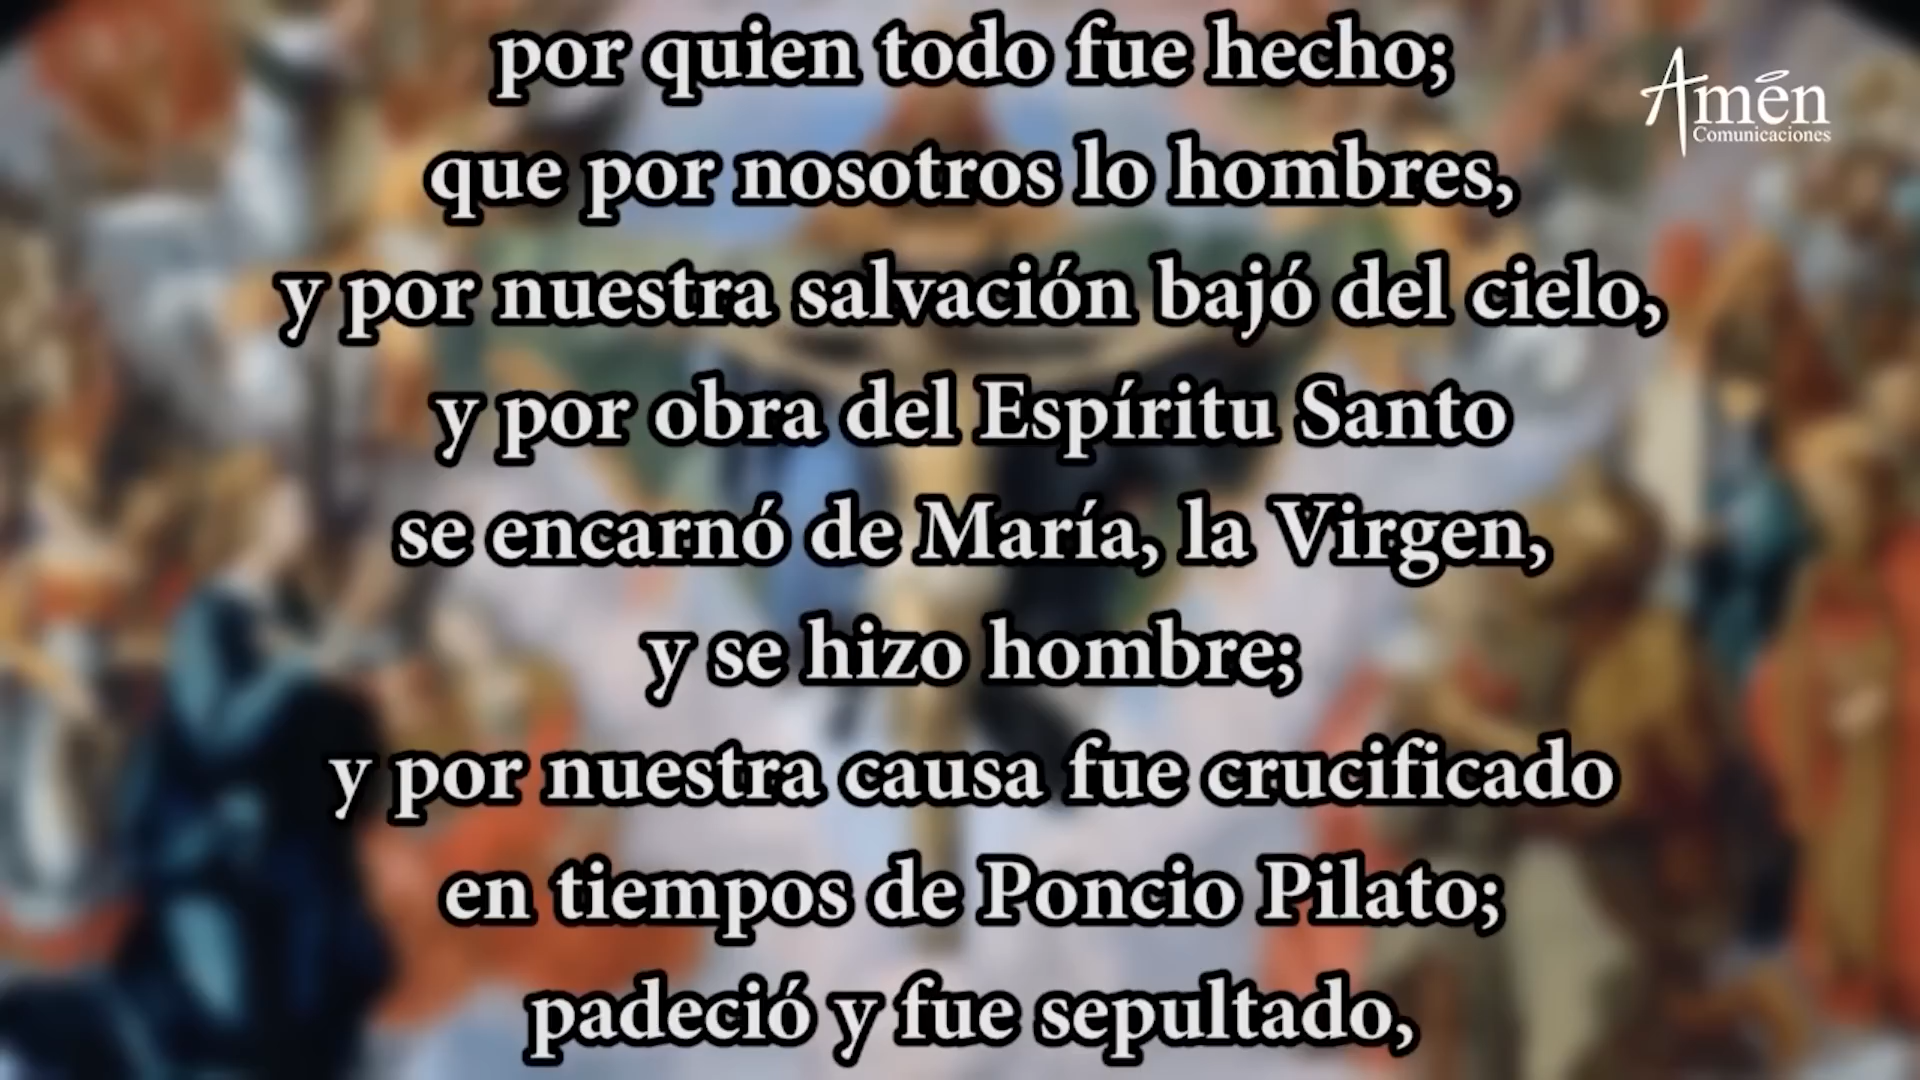 por quien todo fue hecho;
Amén
Comunicaciones
que por nosotros lo hombres,
y por nuestra salvación bajó del cielo,
y por obra del Espíritu Santo
se encarnó de María, la Virgen,
y se hizo hombre;
y por nuestra causa fue crucificado
en tiempos de Poncio Pilato;
padeció y fue sepultado,